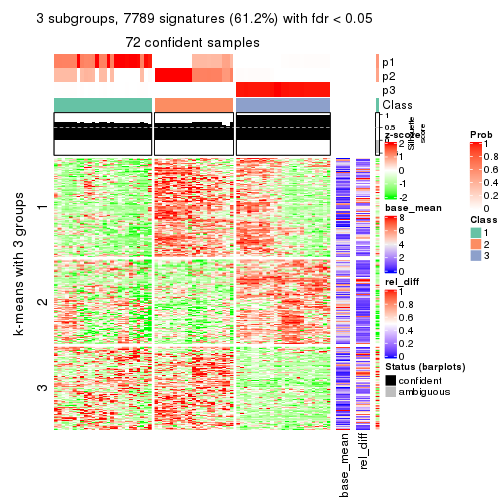 3 subgroups, 7789 signatures (61.2%) with fdr < 0.05
72 confident samples
p1
p2
p3
Class
1
0.5
0
Silhouette
score
k-means with 3 groups
1
2
3
base_mean
rel_diff
z-score
2
1
0
-1
-2
base_mean
8
6
4
2
0
rel_diff
1
0.8
0.6
0.4
0.2
0
Status (barplots)
confident
ambiguous
Prob
1
0.8
0.6
0.4
0.2
0
Class
1
2
3